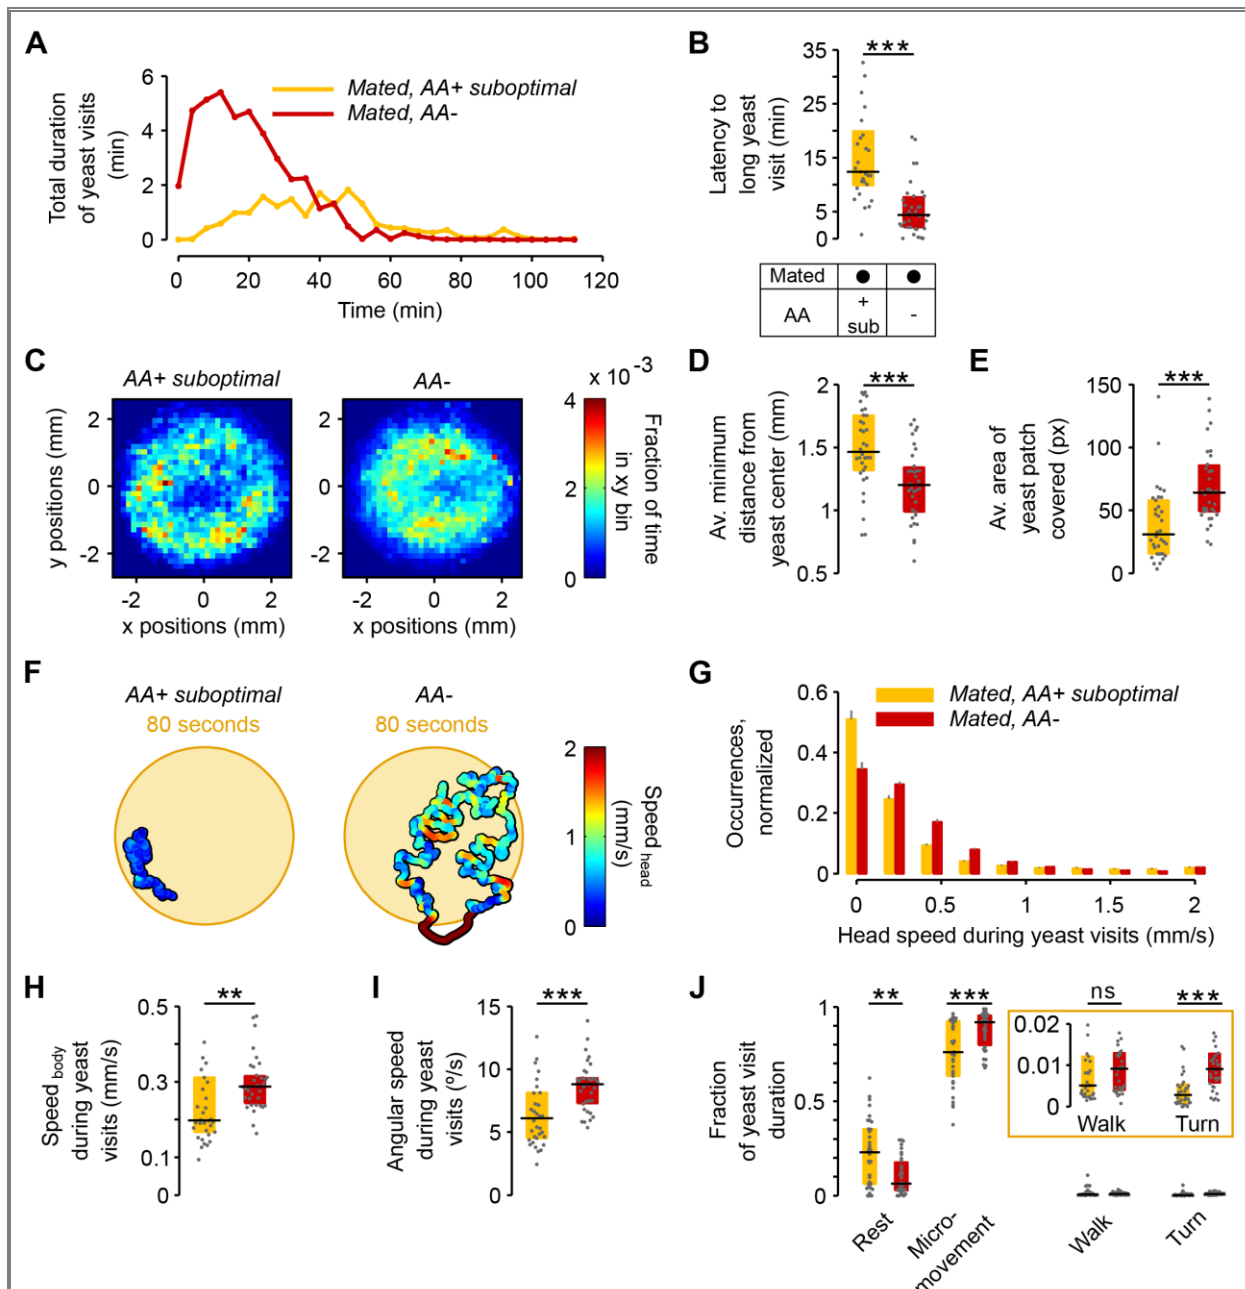 A
Total duration
of yeast visits
(min)
6
4
2
0
Mated, AA+ suboptimal
Mated, AA-
0
20
40
60
80
100
120
Time (min)
B
Latency to
long yeast
visit (min)
35
25
15
5
0
***
Mated ● ●
AA + sub -
C
AA+ suboptimal
AA-
y positions (mm)
2
0
-2
-2 0 2
x positions (mm)
2
0
-2
-2 0 2
x positions (mm)
x 10-3
4
2
0
Fraction of time
in xy bin
D
Av. minimum
distance from
yeast center (mm)
2
1.5
1
0.5
***
E
Av. area of
yeast patch
covered (px)
150
100
50
0
***
F
AA+ suboptimal
80 seconds
AA-
80 seconds
2
1
0
Speed head
(mm/s)
G
Occurrences,
normalized
0.6
0.4
0.2
0
Mated, AA+ suboptimal
Mated, AA-
0 0.5 1 1.5 2
Head speed during yeast visits (mm/s)
H
Speed body
during yeast
visits (mm/s)
0.5
0.3
0.1
0
**
I
Angular speed
during yeast
visits (º/s)
15
10
5
0
***
J
Fraction
of yeast visit
duration
1
0.5
0
**
***
ns
***
0.02
0.01
0
Walk
Turn
Rest
Micro-
movement
Walk
Turn